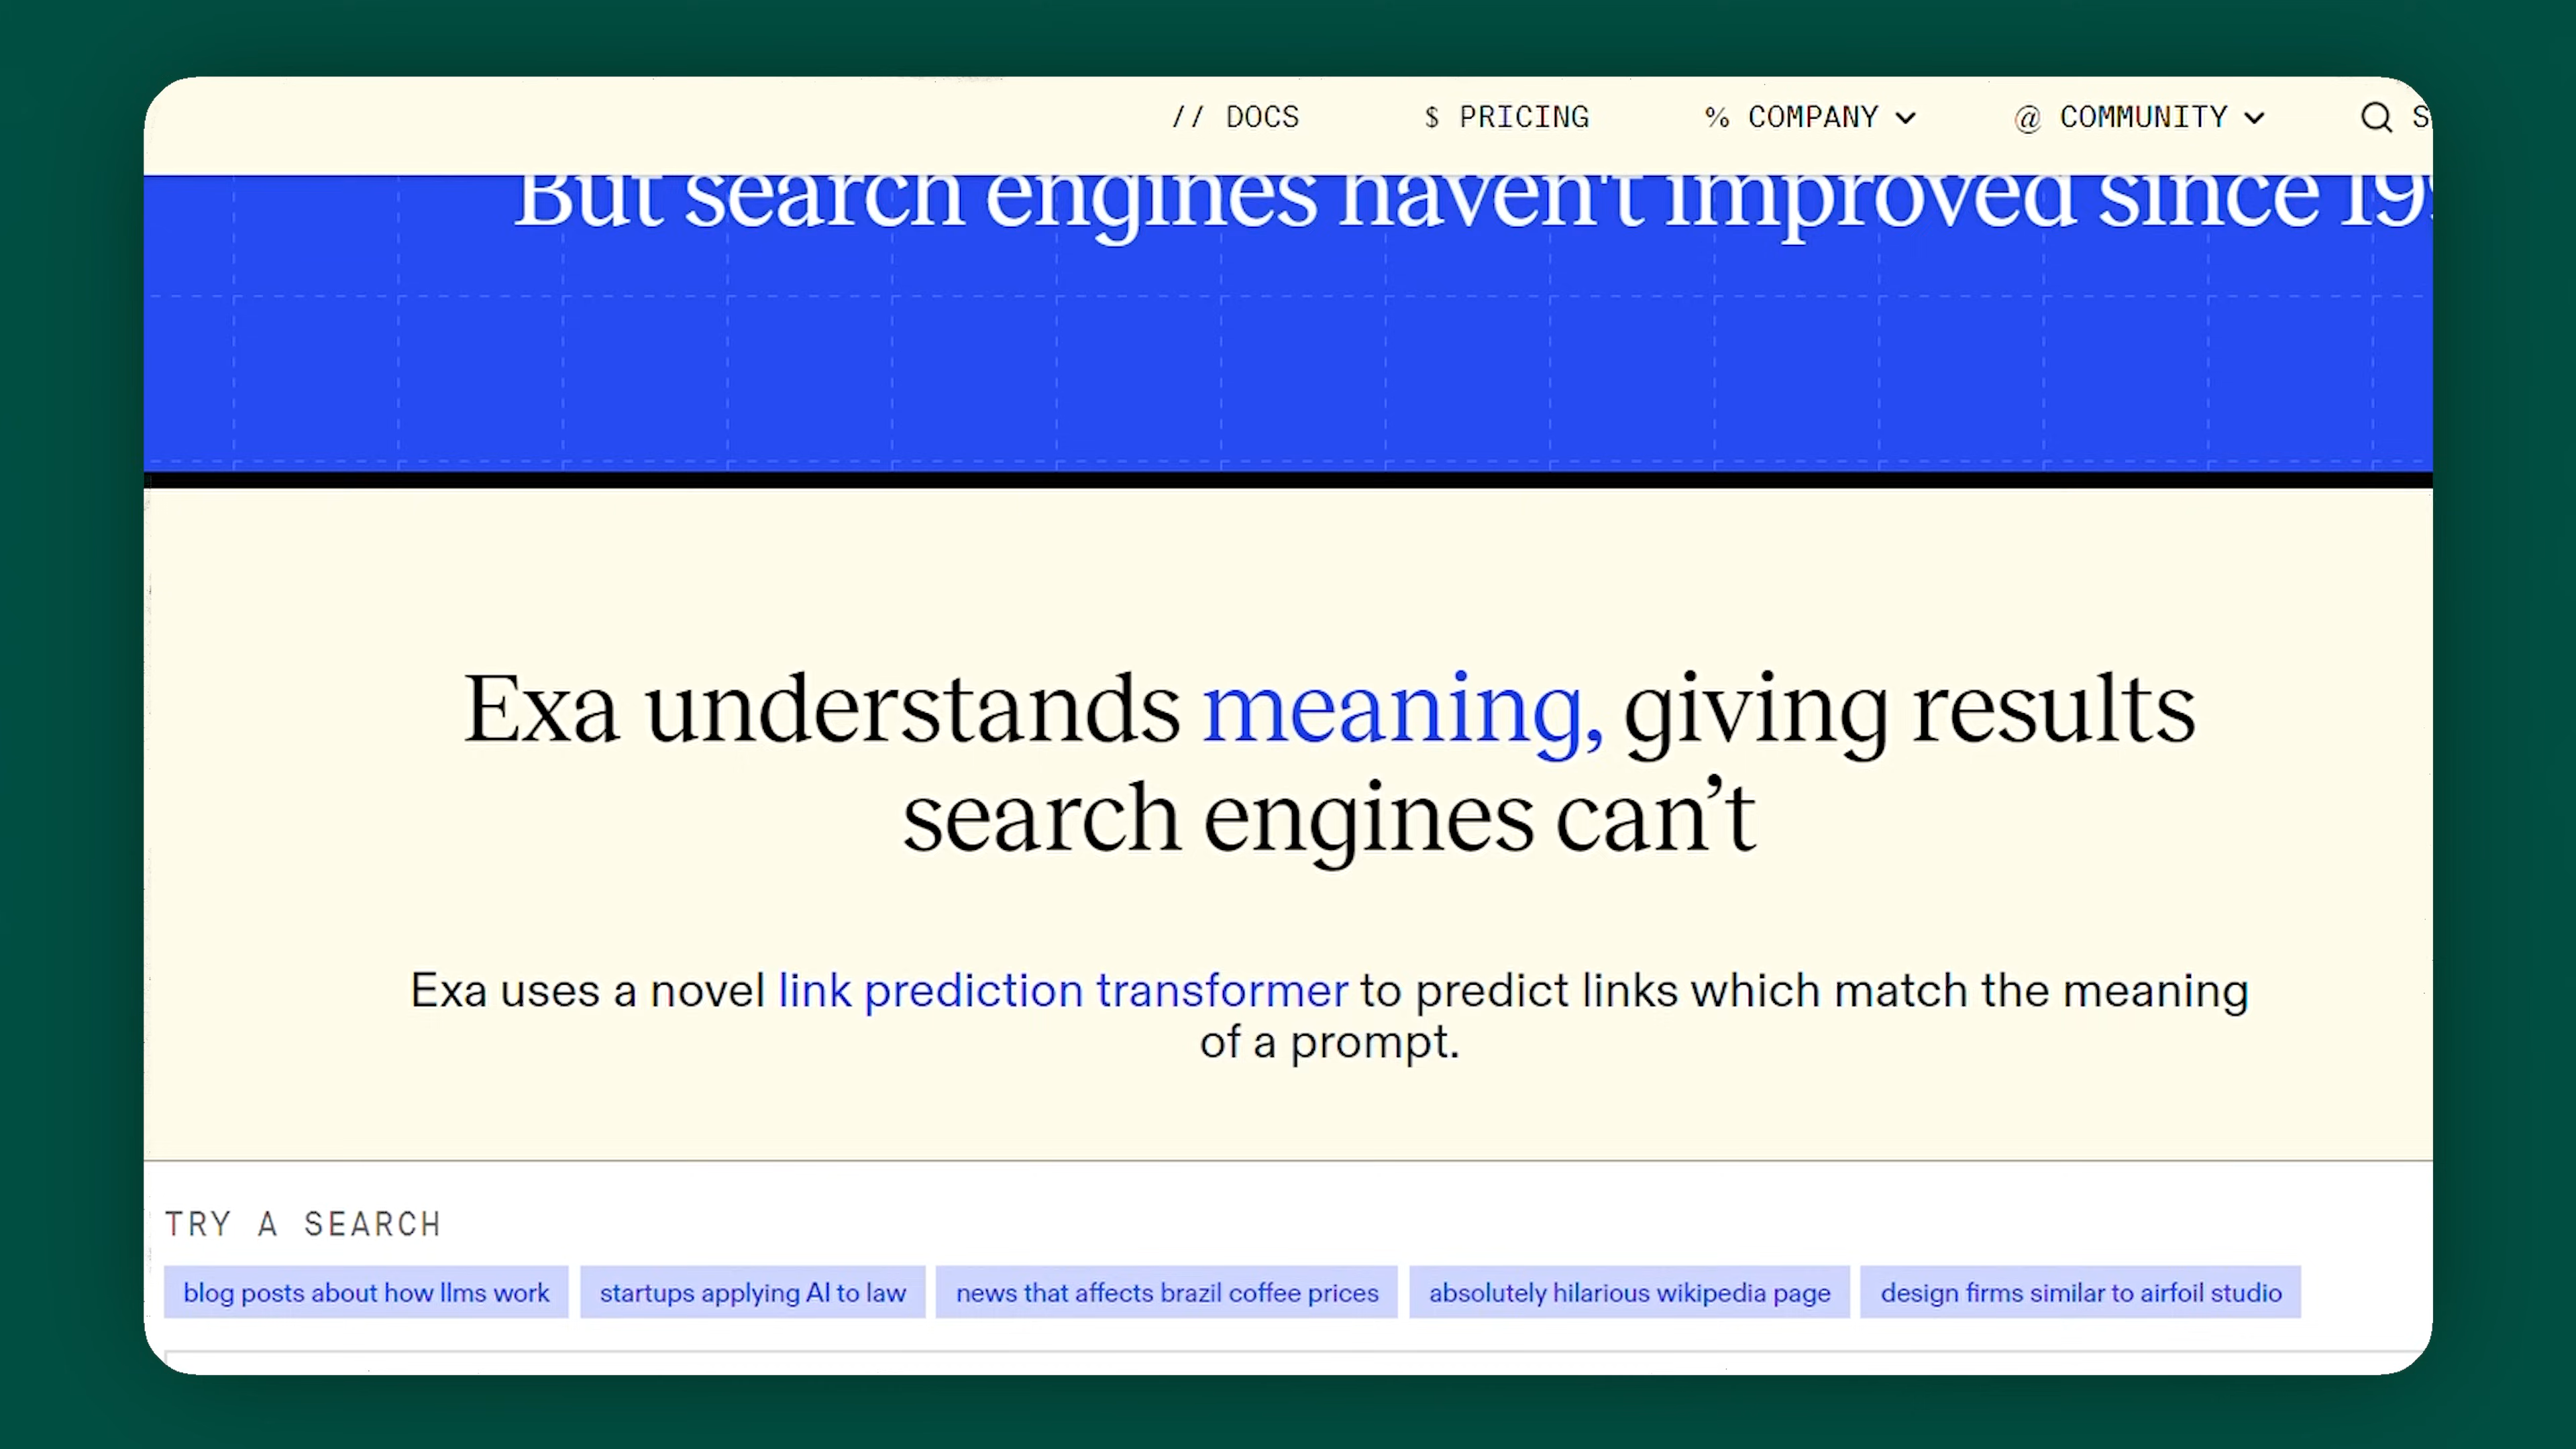 // DOCS $ PRICING % COMPANY @ COMMUNITY
But search engines haven't improved since
Exa understands meaning, giving results
search engines can’t
Exa uses a novel link prediction transformer to predict links which match the meaning
of a prompt.
TRY A SEARCH
blog posts about how llms work startups applying AI to law news that affects brazil coffee prices absolutely hilarious wikipedia page design firms similar to airfoil studio